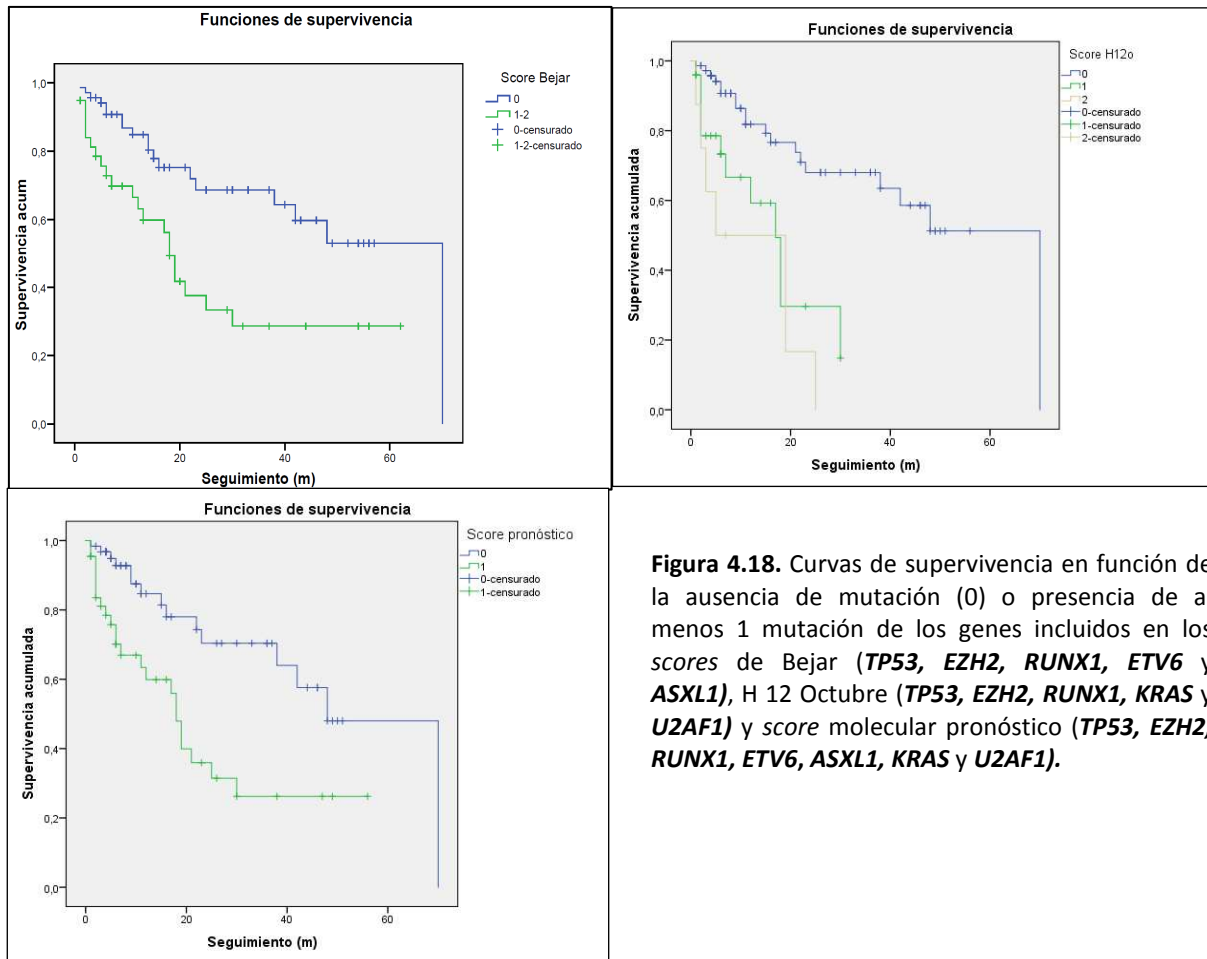 Funciones de supervivencia
Score Bejar
0
1-2
0-censurado
1-2-censurado
1,0
0,8
0,6
0,4
0,2
0,0
Supervivencia acum
0 20 40 60
Seguimiento (m)
Funciones de supervivencia
Score H12o
0
1
2
0-censurado
1-censurado
2-censurado
1,0
0,8
0,6
0,4
0,2
0,0
Supervivencia acumulada
0 20 40 60
Seguimiento (m)
Funciones de supervivencia
Score pronóstico
0
1
0-censurado
1-censurado
1,0
0,8
0,6
0,4
0,2
0,0
Supervivencia acumulada
0 20 40 60
Seguimiento (m)
Figura 4.18. Curvas de supervivencia en función de
la ausencia de mutación (0) o presencia de a
menos 1 mutación de los genes incluidos en los
scores de Bejar (TP53, EZH2, RUNX1, ETV6 y
ASXL1), H 12 Octubre (TP53, EZH2, RUNX1, KRAS y
U2AF1) y score molecular pronóstico (TP53, EZH2,
RUNX1, ETV6, ASXL1, KRAS y U2AF1).